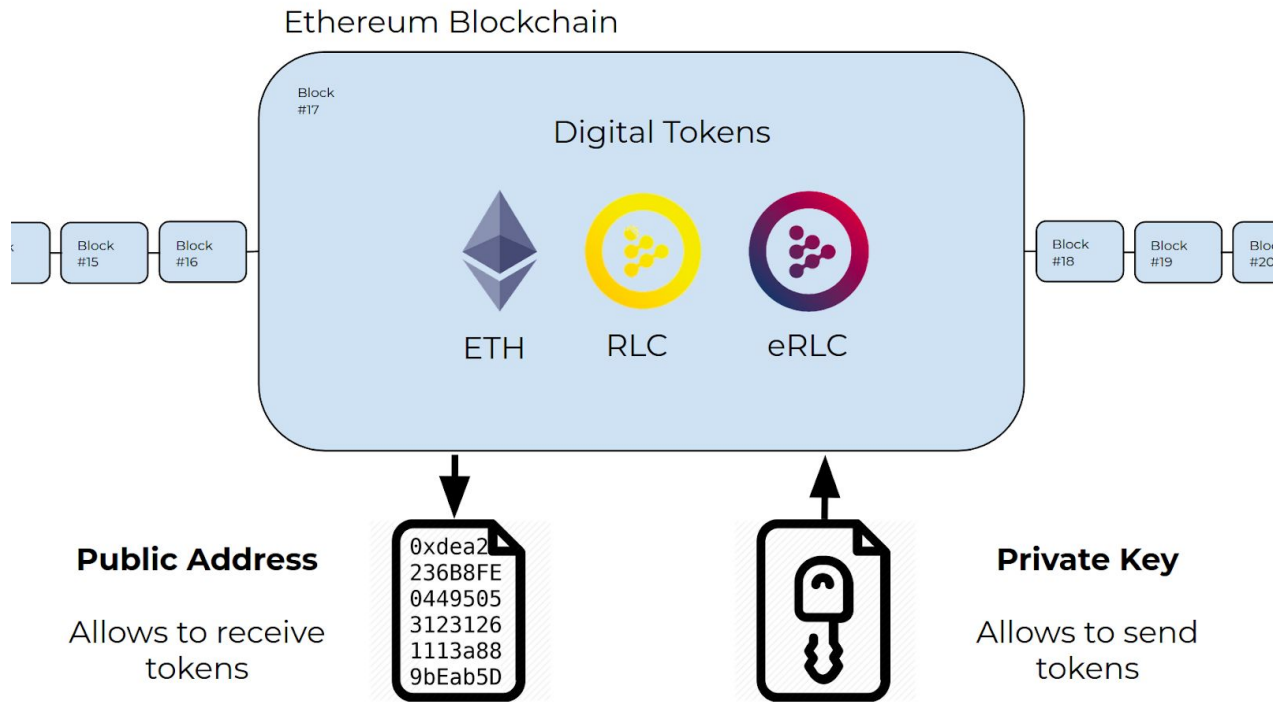 Ethereum Blockchain
Block
#17
Digital Tokens
Block
#15
Block
#16
ETH
RLC
eRLC
Block
#18
Block
#19
#20
Public Address
Allows to receive
tokens
0xdea2
236B8FE
0449505
3123126
1113a88
9bEab5D
Private Key
Allows to send
tokens